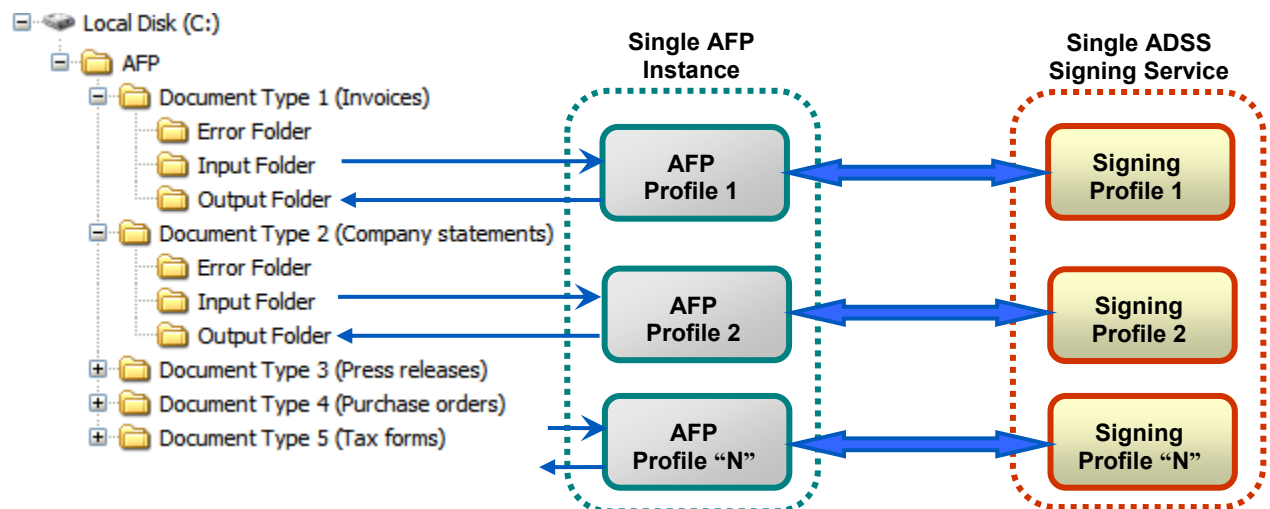 Local Disk (C:)
AFP
Document Type 1 (Invoices)
Error Folder
Input Folder
Output Folder
Document Type 2 (Company statements)
Error Folder
Input Folder
Output Folder
Document Type 3 (Press releases)
Document Type 4 (Purchase orders)
Document Type 5 (Tax forms)
Single AFP
Instance
AFP
Profile 1
AFP
Profile 2
AFP
Profile “N”
Single ADSS
Signing Service
Signing
Profile 1
Signing
Profile 2
Signing
Profile “N”